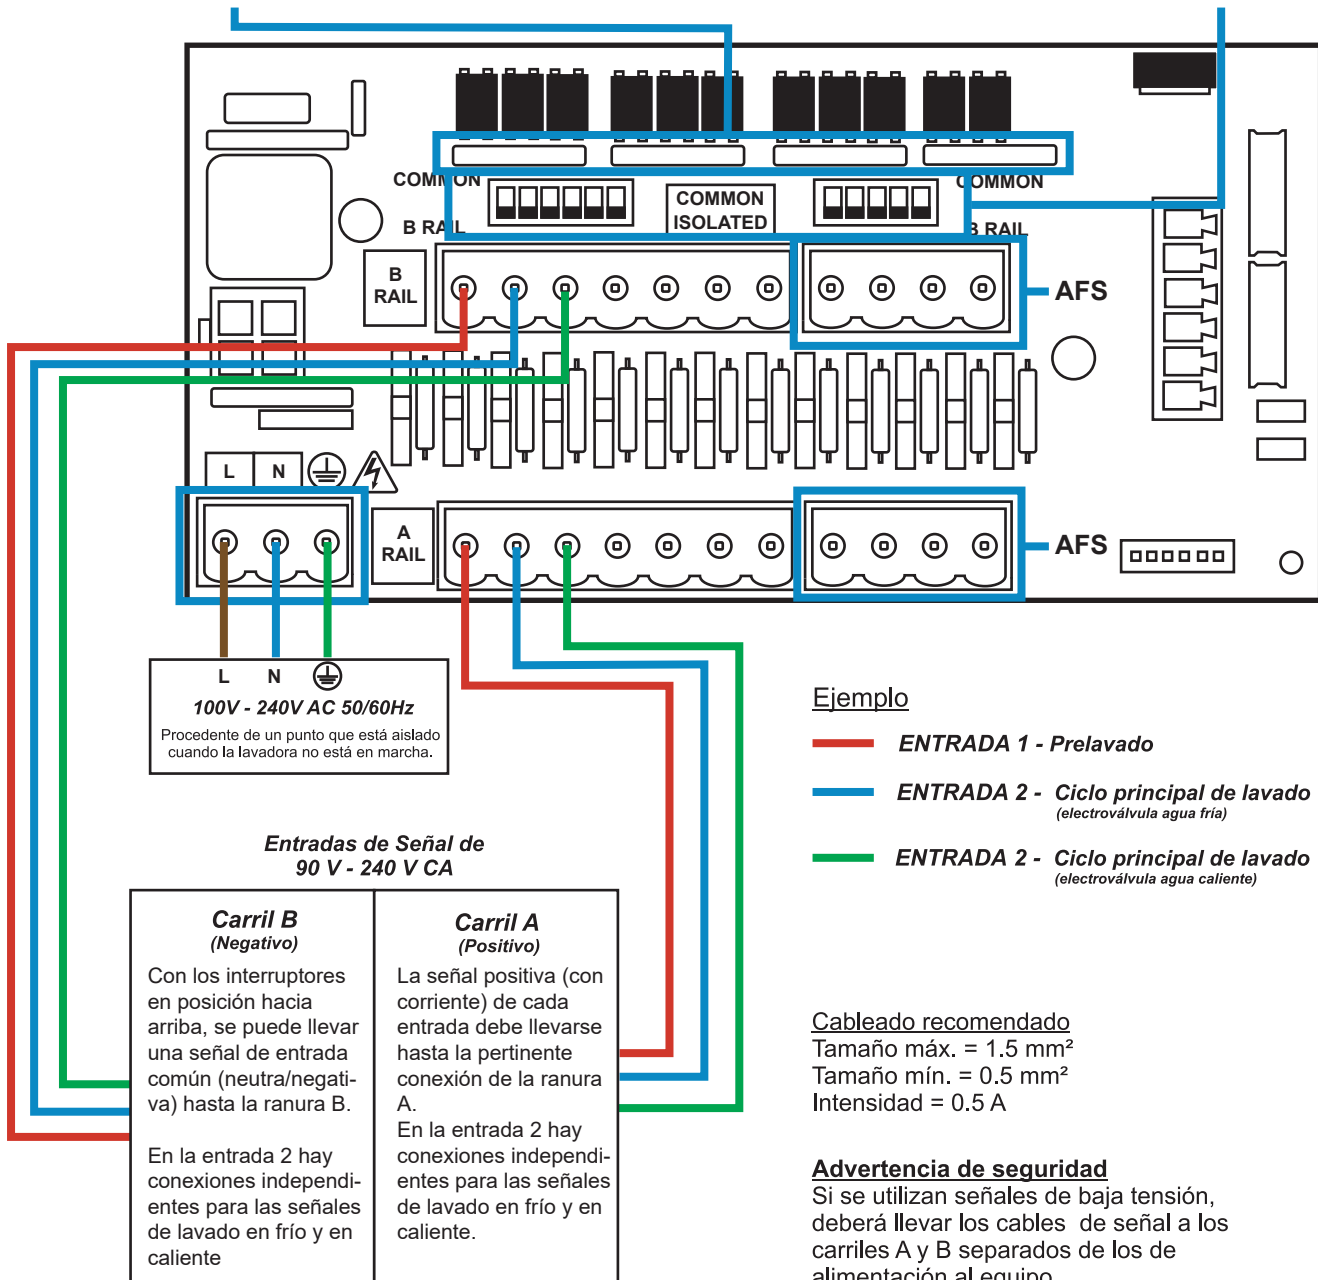 COMMON
COMMON
COMMON
ISOLATED
B RAIL
B RAIL
B
RAIL
AFS
L N
A
RAIL
AFS
L N
100V - 240V AC 50/60Hz
Procedente de un punto que está aislado
cuando la lavadora no está en marcha.
Ejemplo
ENTRADA 1 - Prelavado
ENTRADA 2 - Ciclo principal de lavado
(electroválvula agua fría)
ENTRADA 2 - Ciclo principal de lavado
(electroválvula agua caliente)
Entradas de Señal de
90 V - 240 V CA
Carril B
(Negativo)
Con los interruptores
en posición hacia
arriba, se puede llevar
una señal de entrada
común (neutra/negati-
va) hasta la ranura B.
En la entrada 2 hay
conexiones independi-
entes para las señales
de lavado en frío y en
caliente
Carril A
(Positivo)
La señal positiva (con
corriente) de cada
entrada debe llevarse
hasta la pertinente
conexión de la ranura
A.
En la entrada 2 hay
conexiones independi-
entes para las señales
de lavado en frío y en
caliente.
Cableado recomendado
Tamaño máx. = 1.5 mm²
Tamaño mín. = 0.5 mm²
Intensidad = 0.5 A
Advertencia de seguridad
Si se utilizan señales de baja tensión,
deberá llevar los cables de señal a los
carriles A y B separados de los de
alimentación al equipo